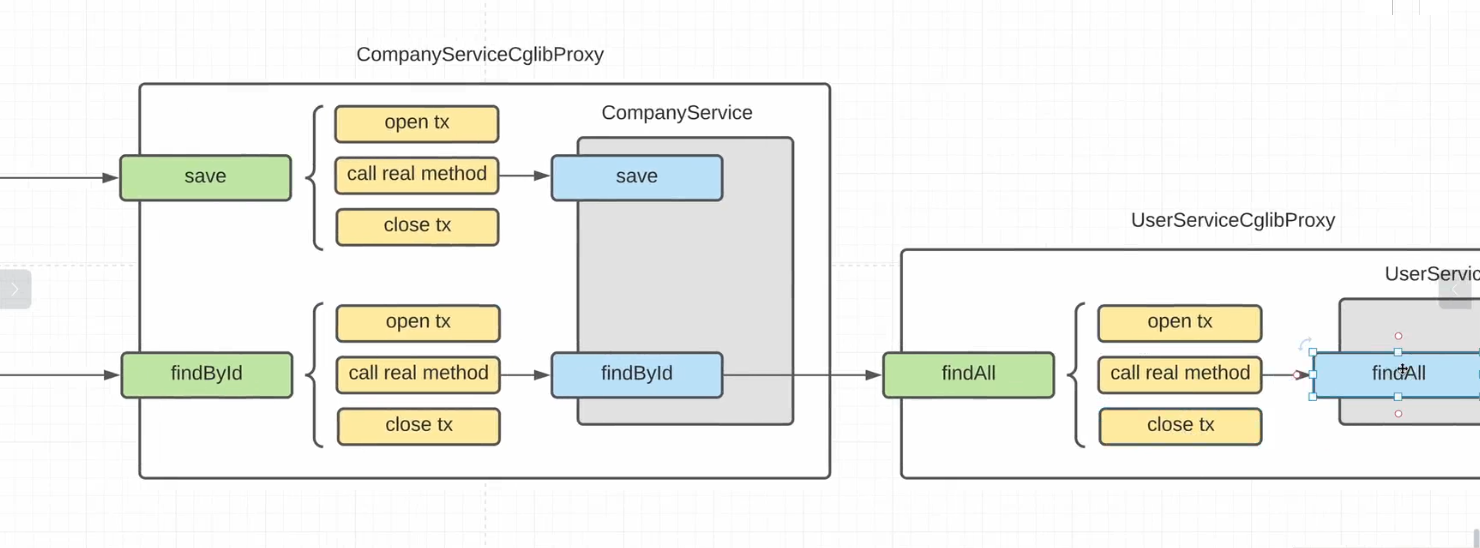 CompanyServiceCglibProxy
CompanyService
open tx
save
call real method
save
close tx
open tx
findById
call real method
findById
close tx
UserServiceCglibProxy
UserServic
open tx
findAll
call real method
findAll
close tx